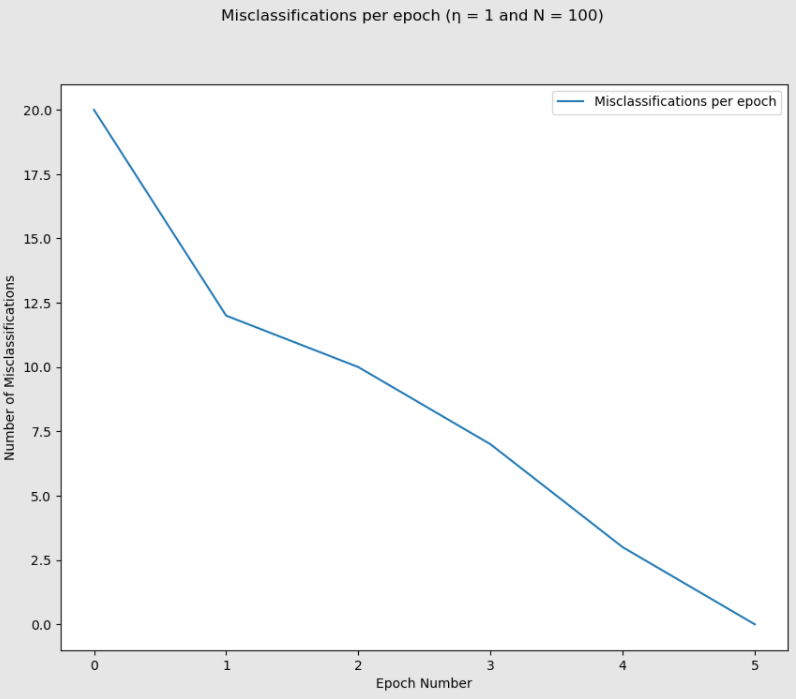 Misclassifications per epoch (η = 1 and N = 100)
Misclassifications per epoch
20.0
17.5
15.0
12.5
10.0
7.5
5.0
2.5
0.0
Number of Misclassifications
0 1 2 3 4 5
Epoch Number